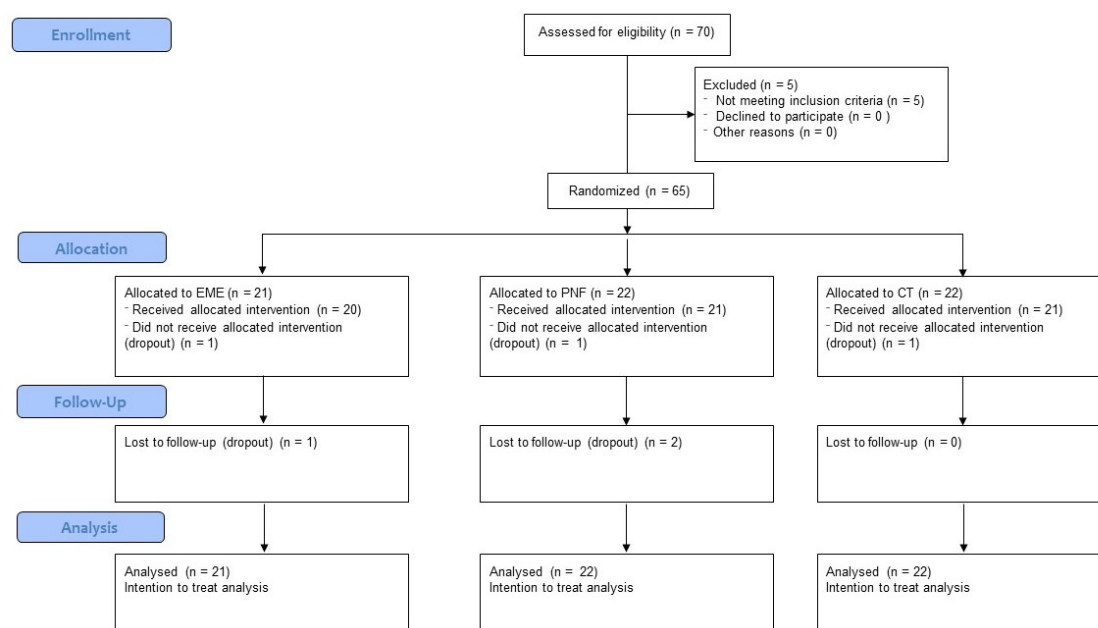 Enrollment
Assessed for eligibility (n = 70)
Excluded (n = 5)
- Not meeting inclusion criteria (n = 5)
- Declined to participate (n = 0 )
- Other reasons (n = 0)
Randomized (n = 65)
Allocation
Allocated to EME (n = 21)
- Received allocated intervention (n = 20)
- Did not receive allocated intervention
(dropout) (n = 1)
Allocated to PNF (n = 22)
- Received allocated intervention (n = 21)
- Did not receive allocated intervention
(dropout) (n =  1)
Allocated to CT (n = 22)
- Received allocated intervention (n = 21)
- Did not receive allocated intervention
(dropout) (n = 1)
Follow-Up
Lost to follow-up (dropout) (n = 1)
Lost to follow-up (dropout) (n = 2)
Lost to follow-up (n = 0)
Analysis
Analysed (n = 21)
Intention to treat analysis
Analysed (n =  22)
Intention to treat analysis
Analysed (n = 22)
Intention to treat analysis